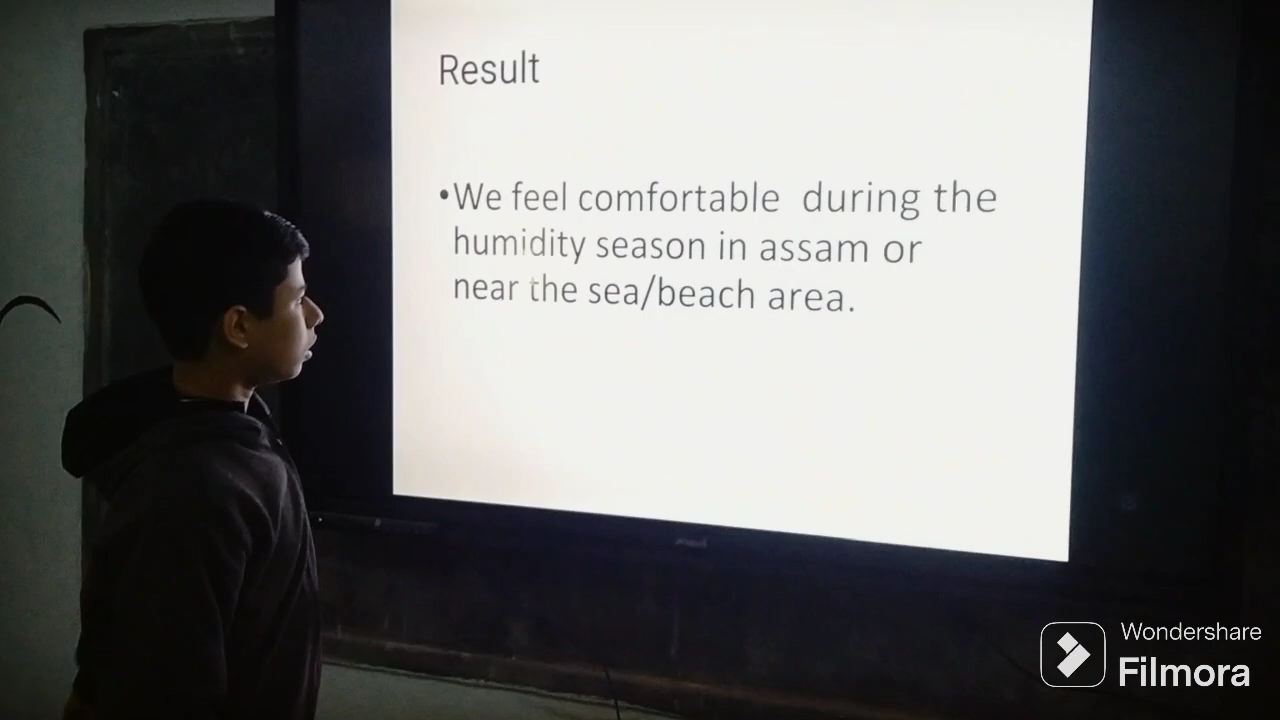 Result
•We feel comfortable during the
humidity season in assam or
near the sea/beach area.
Wondershare
Filmora